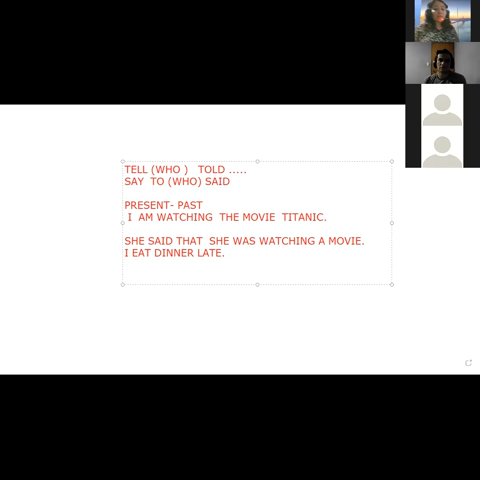 TELL (WHO ) TOLD .....
SAY TO (WHO) SAID
PRESENT- PAST
I AM WATCHING THE MOVIE TITANIC.
SHE SAID THAT SHE WAS WATCHING A MOVIE.
I EAT DINNER LATE.